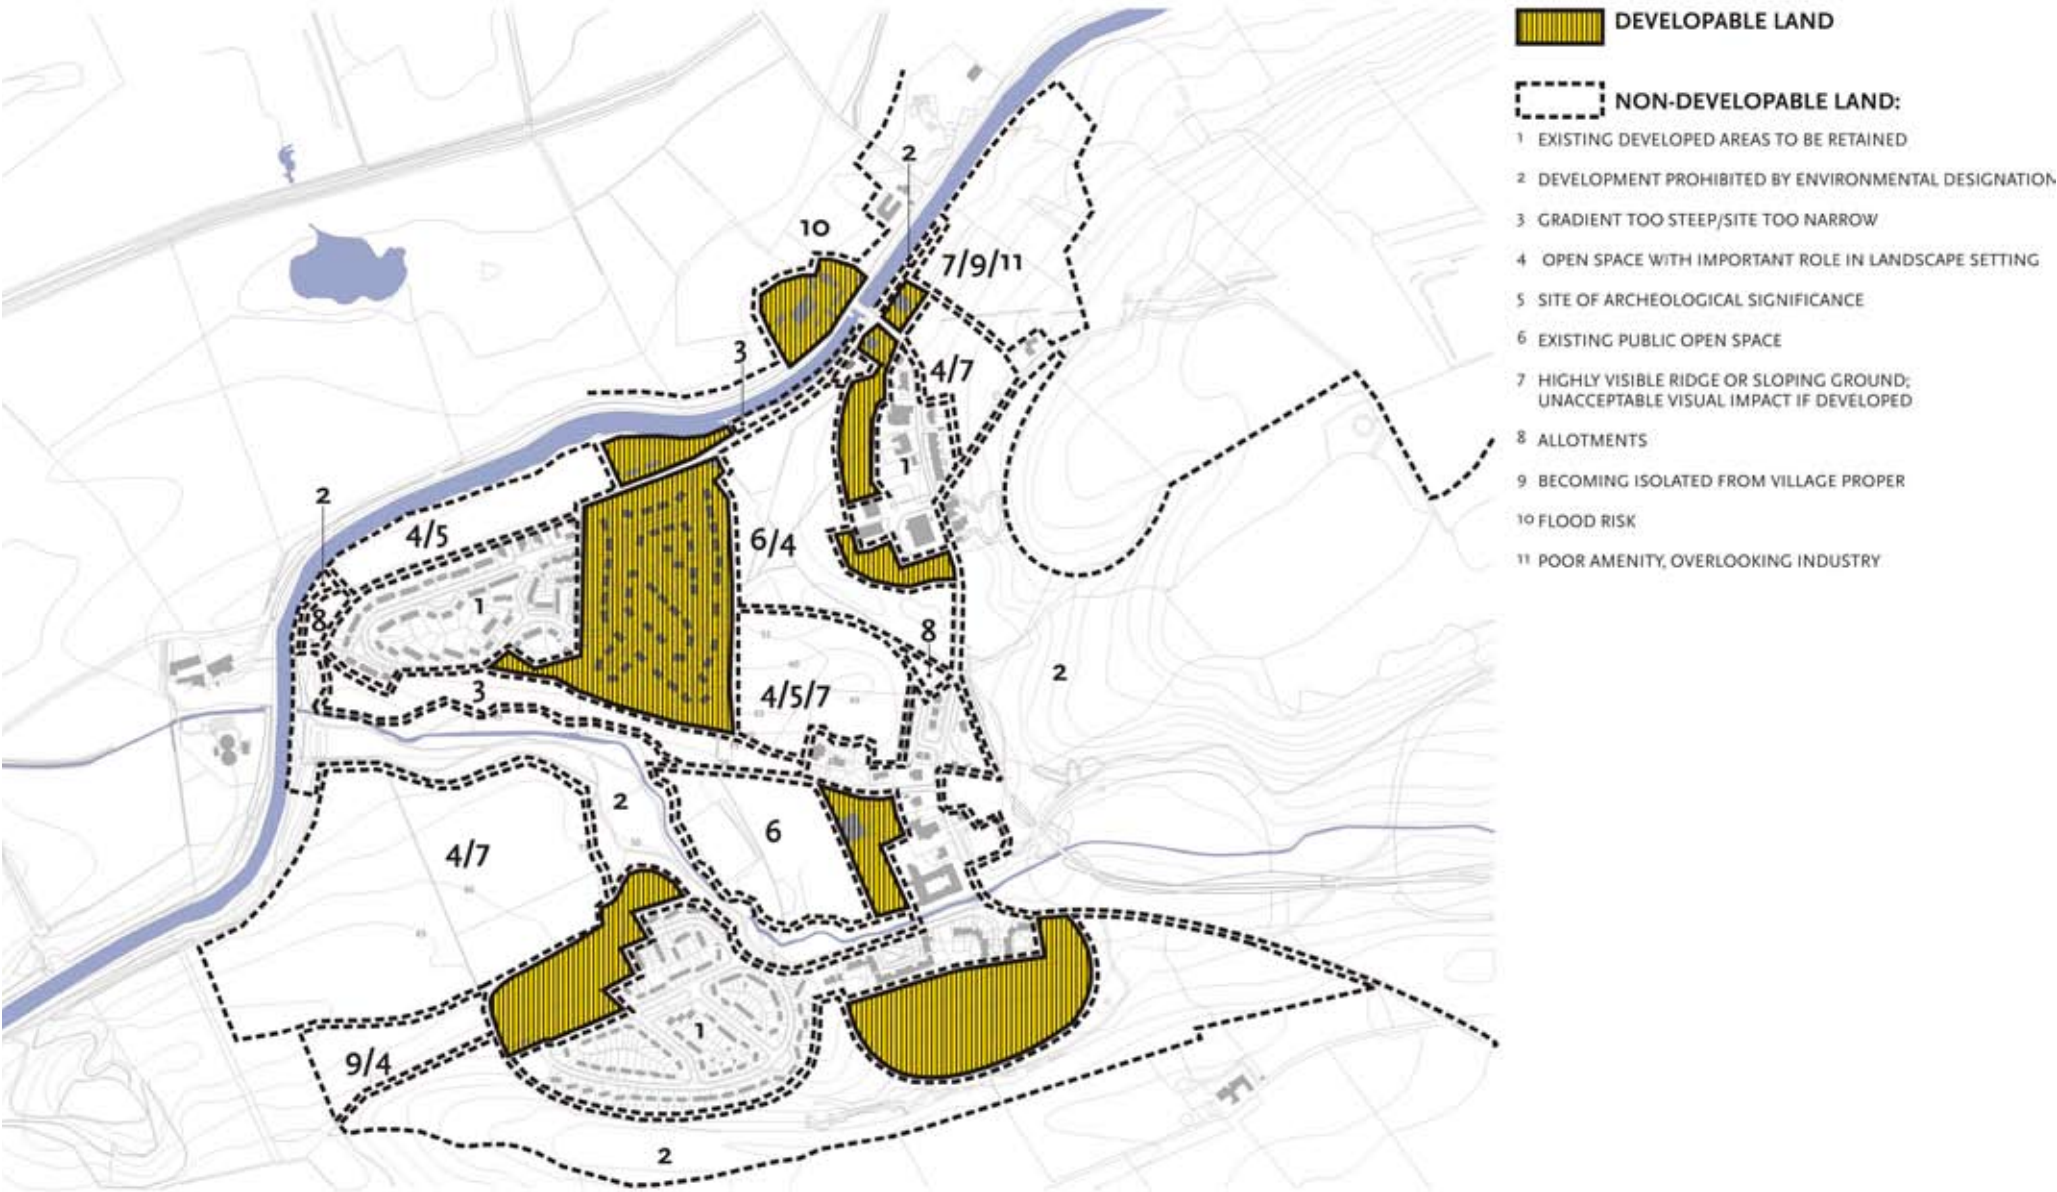 DEVELOPABLE LAND
NON-DEVELOPABLE LAND:
1 EXISTING DEVELOPED AREAS TO BE RETAINED
2 DEVELOPMENT PROHIBITED BY ENVIRONMENTAL DESIGNATION
3 GRADIENT TOO STEEP/SITE TOO NARROW
4 OPEN SPACE WITH IMPORTANT ROLE IN LANDSCAPE SETTING
5 SITE OF ARCHEOLOGICAL SIGNIFICANCE
6 EXISTING PUBLIC OPEN SPACE
7 HIGHLY VISIBLE RIDGE OR SLOPING GROUND;
UNACCEPTABLE VISUAL IMPACT IF DEVELOPED
8 ALLOTMENTS
9 BECOMING ISOLATED FROM VILLAGE PROPER
10 FLOOD RISK
11 POOR AMENITY, OVERLOOKING INDUSTRY
2
10
7/9/11
3
4/7
1
2
4/5
6/4
1
8
8
2
3
4/5/7
2
6
4/7
1
9/4
2